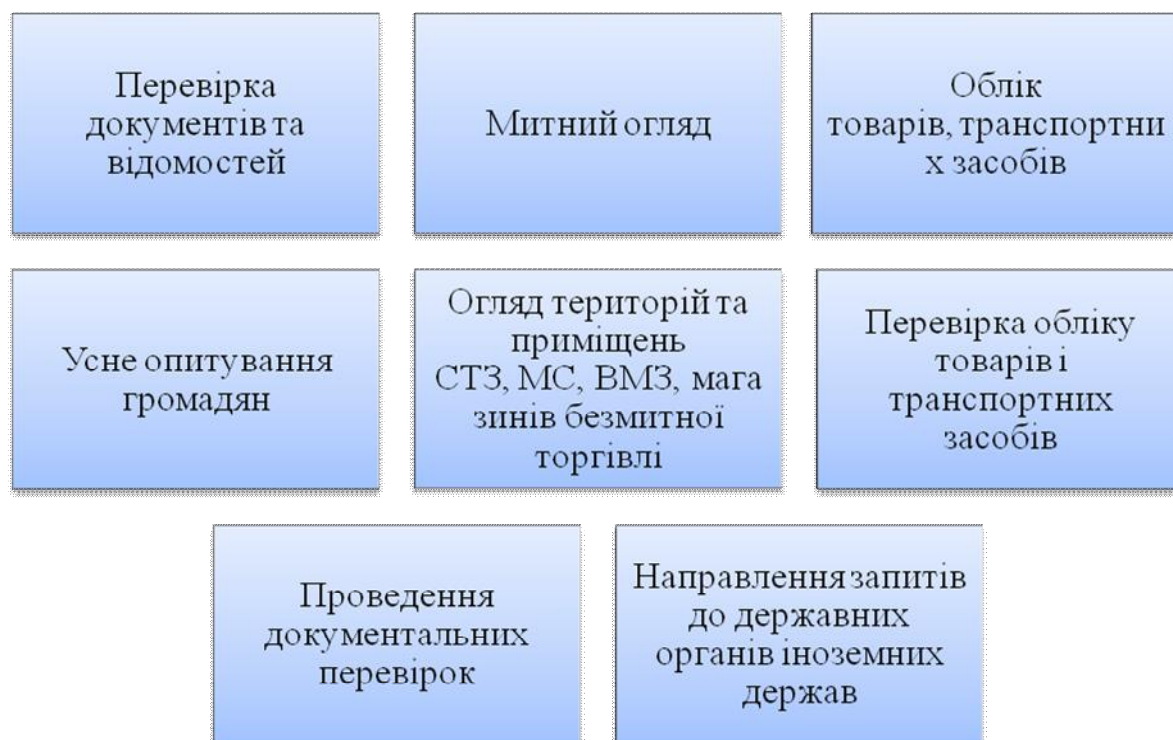 Перевірка
документів та
відомостей
Митний огляд
Облік
товарів, транспортни
х засобів
Усне опитування
громадян
Огляд територій та
приміщень
СТЗ, МС, ВМЗ, мага
зинів безмитної
торгівлі
Перевірка обліку
товарів і
транспортних
засобів
Проведення
документальних
перевірок
Направлення запитів
до державних
органів іноземних
держав